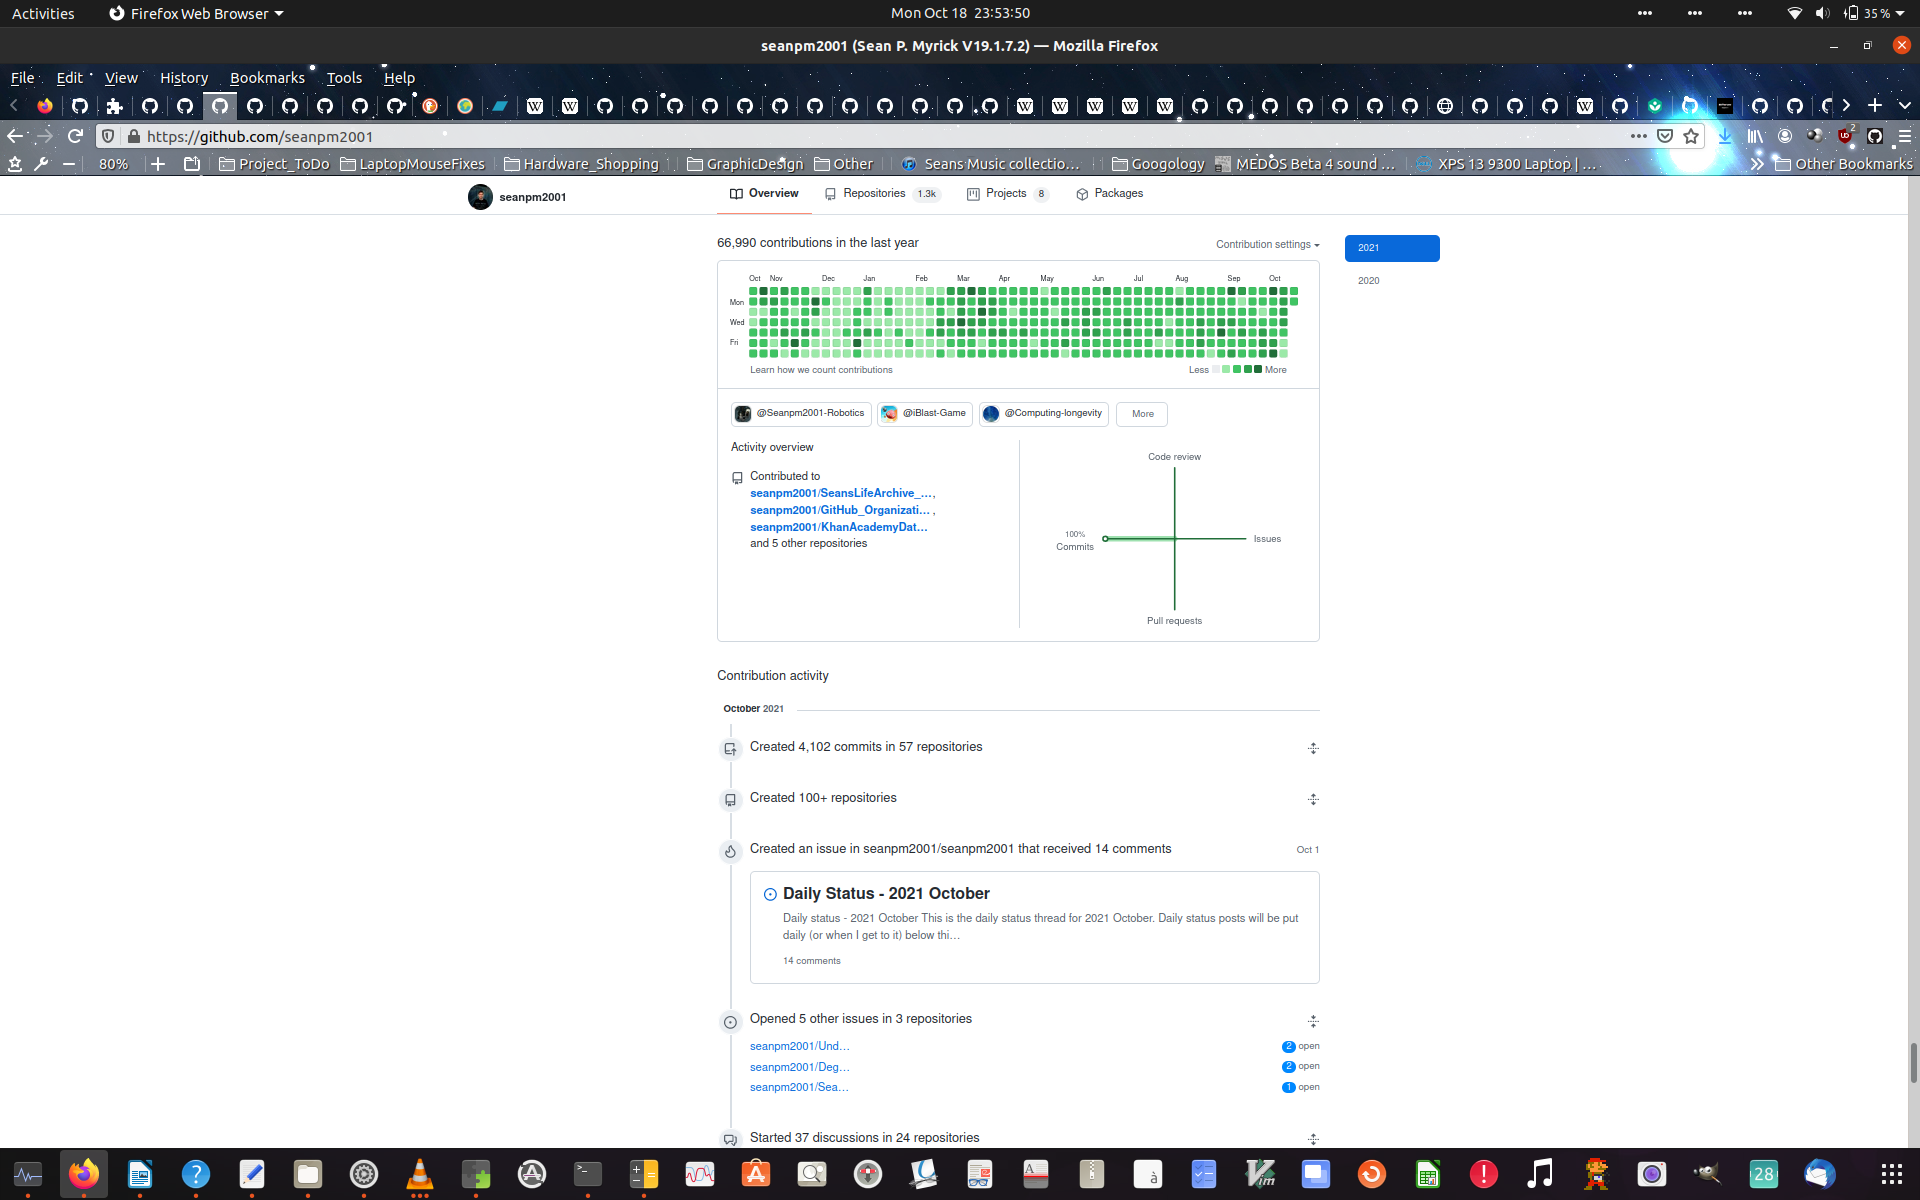 Activities Firefox Web Browser Mon Oct 18 23:53:50 35 %
seanpm2001 (Sean P. Myrick V19.1.7.2) — Mozilla Firefox
File Edit View History Bookmarks Tools Help
https://github.com/seanpm2001
80% Project_ToDo LaptopMouseFixes Hardware_Shopping GraphicDesign Other Seans Music collectio… Googology MEDOS Beta 4 sound … XPS 13 9300 Laptop | … Other Bookmarks
seanpm2001 Overview Repositories 1.3k Projects 8 Packages
66,990 contributions in the last year Contribution settings
2021
2020
Oct Nov Dec Jan Feb Mar Apr May Jun Jul Aug Sep Oct
Mon
Wed
Fri
Learn how we count contributions Less More
@Seanpm2001-Robotics @iBlast-Game @Computing-longevity More
Activity overview
Contributed to
seanpm2001/SeansLifeArchive_…,
seanpm2001/GitHub_Organizati… ,
seanpm2001/KhanAcademyDat…
and 5 other repositories
Code review
100%
Commits
Issues
Pull requests
Contribution activity
October 2021
Created 4,102 commits in 57 repositories
Created 100+ repositories
Created an issue in seanpm2001/seanpm2001 that received 14 comments Oct 1
Daily Status - 2021 October
Daily status - 2021 October This is the daily status thread for 2021 October. Daily status posts will be put
daily (or when I get to it) below thi…
14 comments
Opened 5 other issues in 3 repositories
seanpm2001/Und… 2 open
seanpm2001/Deg… 2 open
seanpm2001/Sea… 1 open
Started 37 discussions in 24 repositories
28